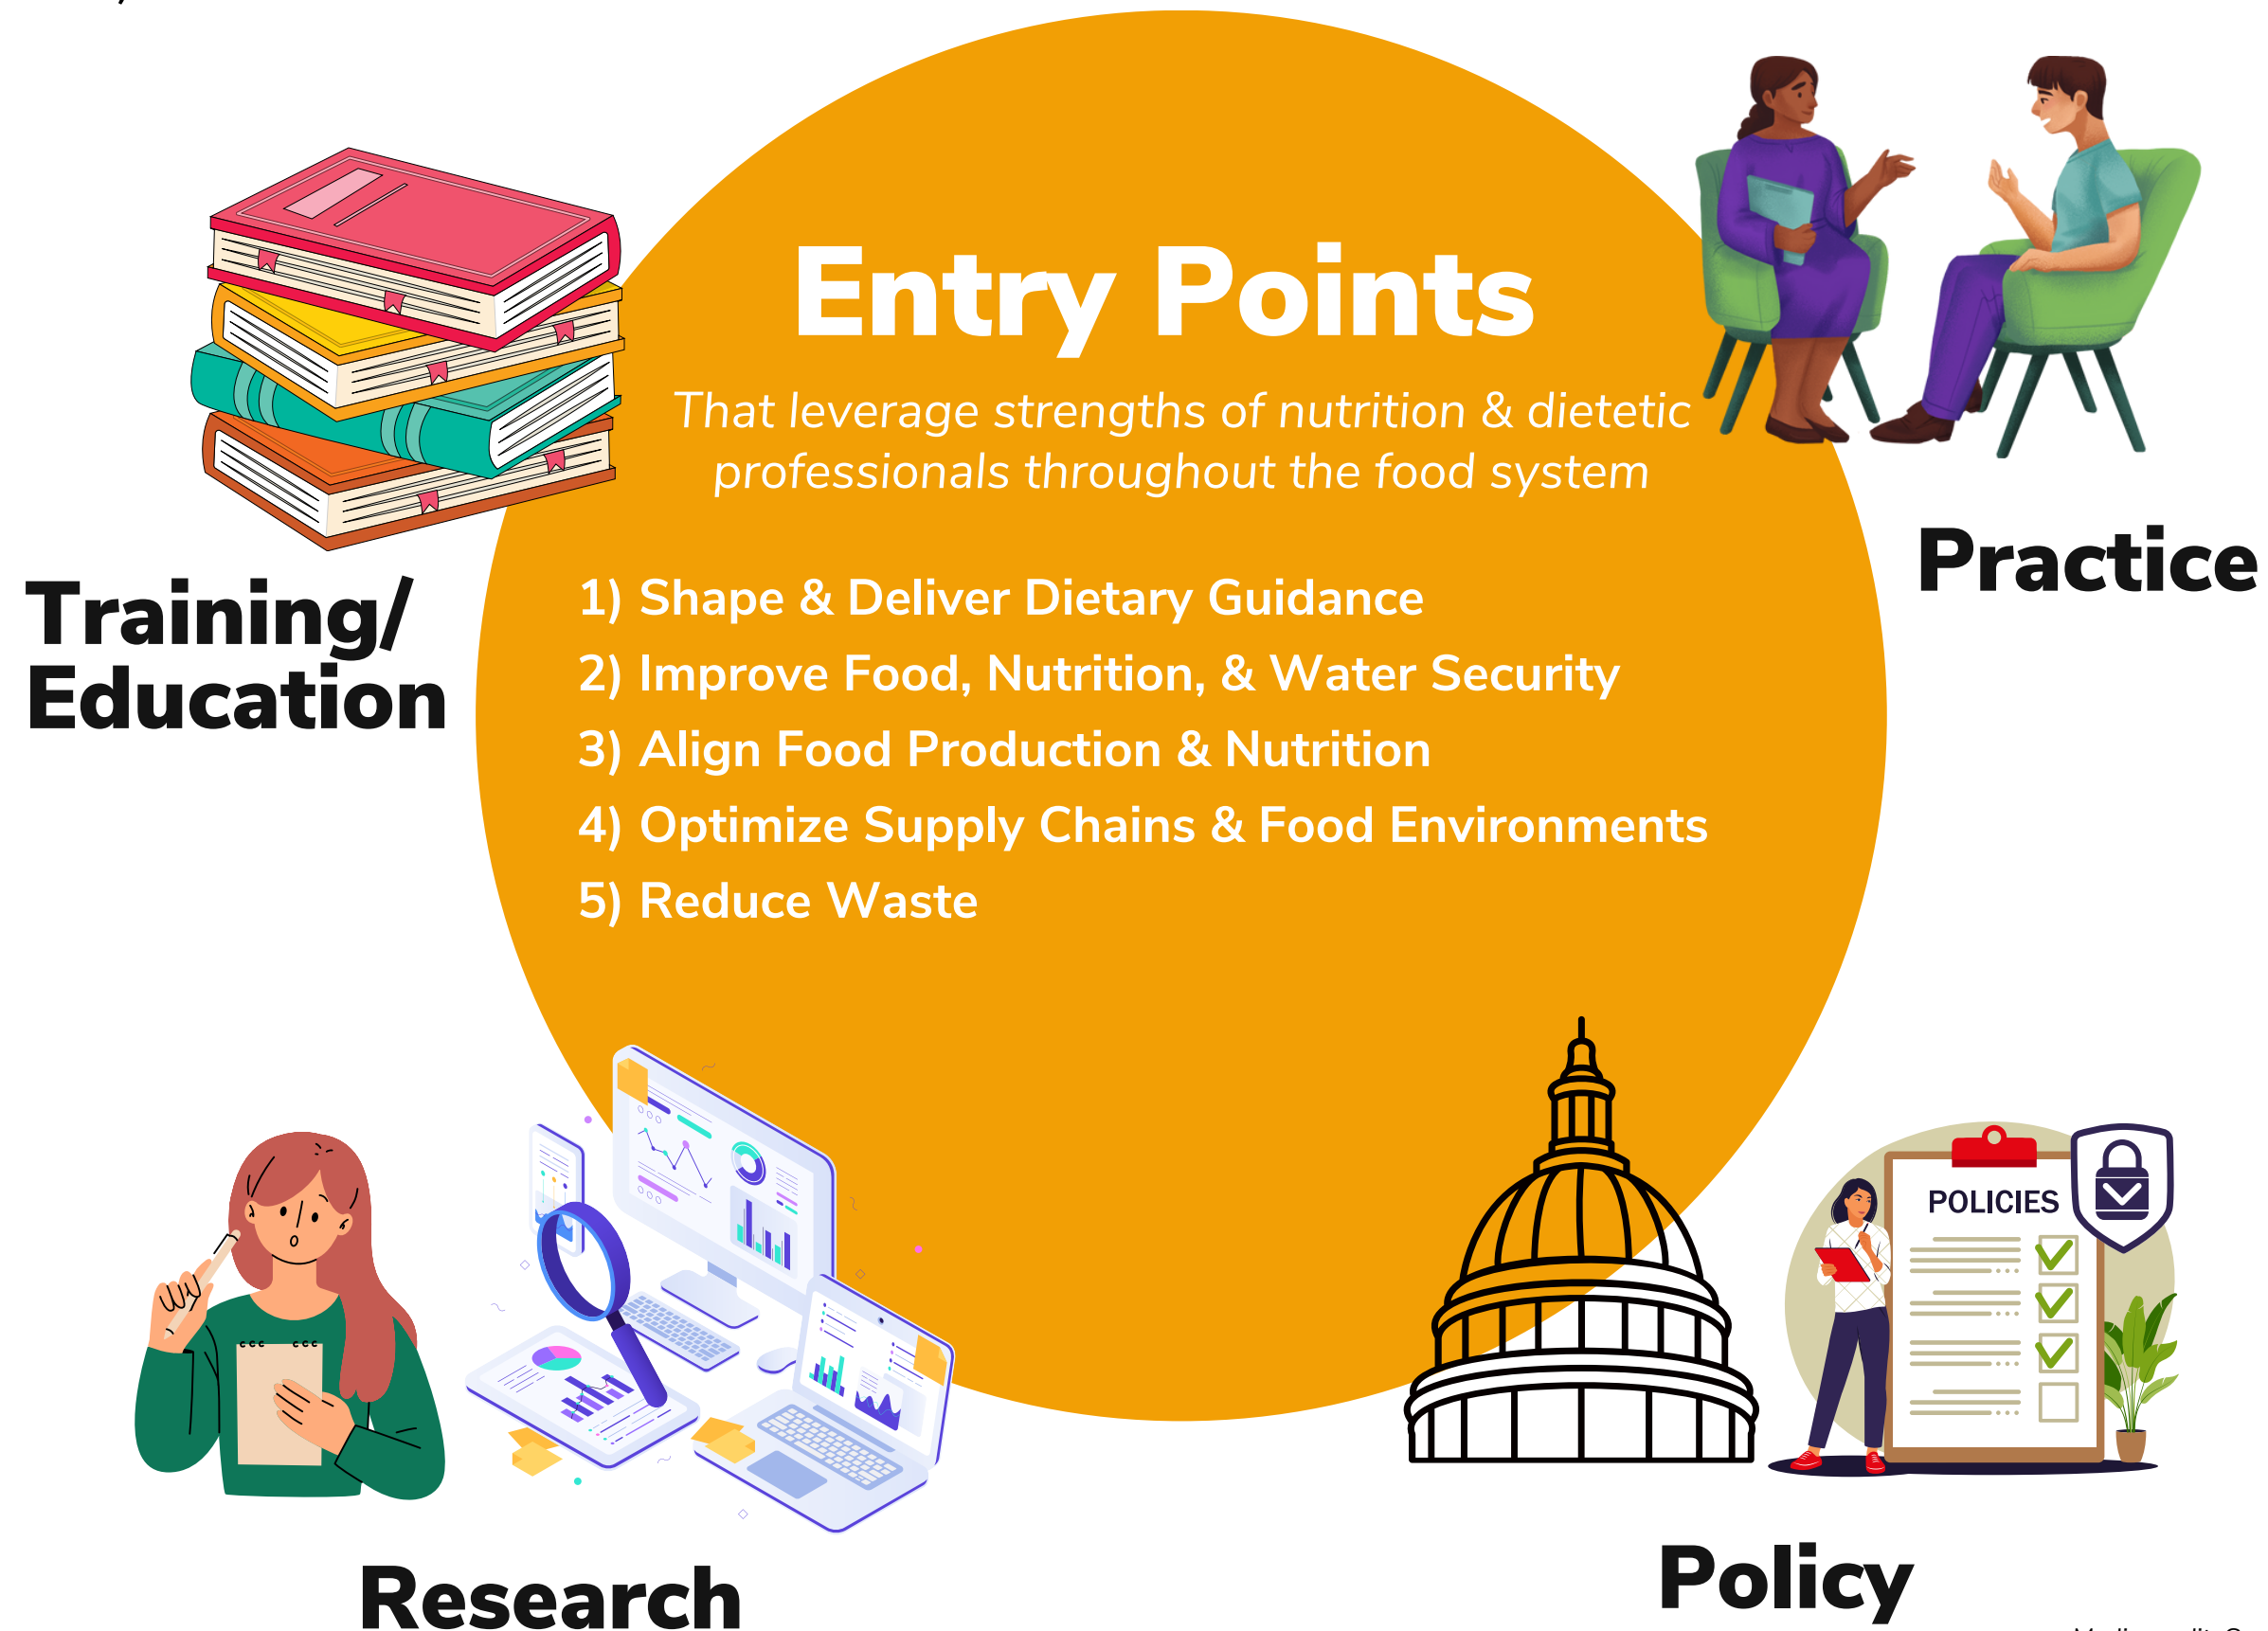 Entry Points
That leverage strengths of nutrition & dietetic
professionals throughout the food system
1) Shape & Deliver Dietary Guidance
2) Improve Food, Nutrition, & Water Security
3) Align Food Production & Nutrition
4) Optimize Supply Chains & Food Environments
5) Reduce Waste
Training/
Education
Practice
Research
POLICIES
Policy